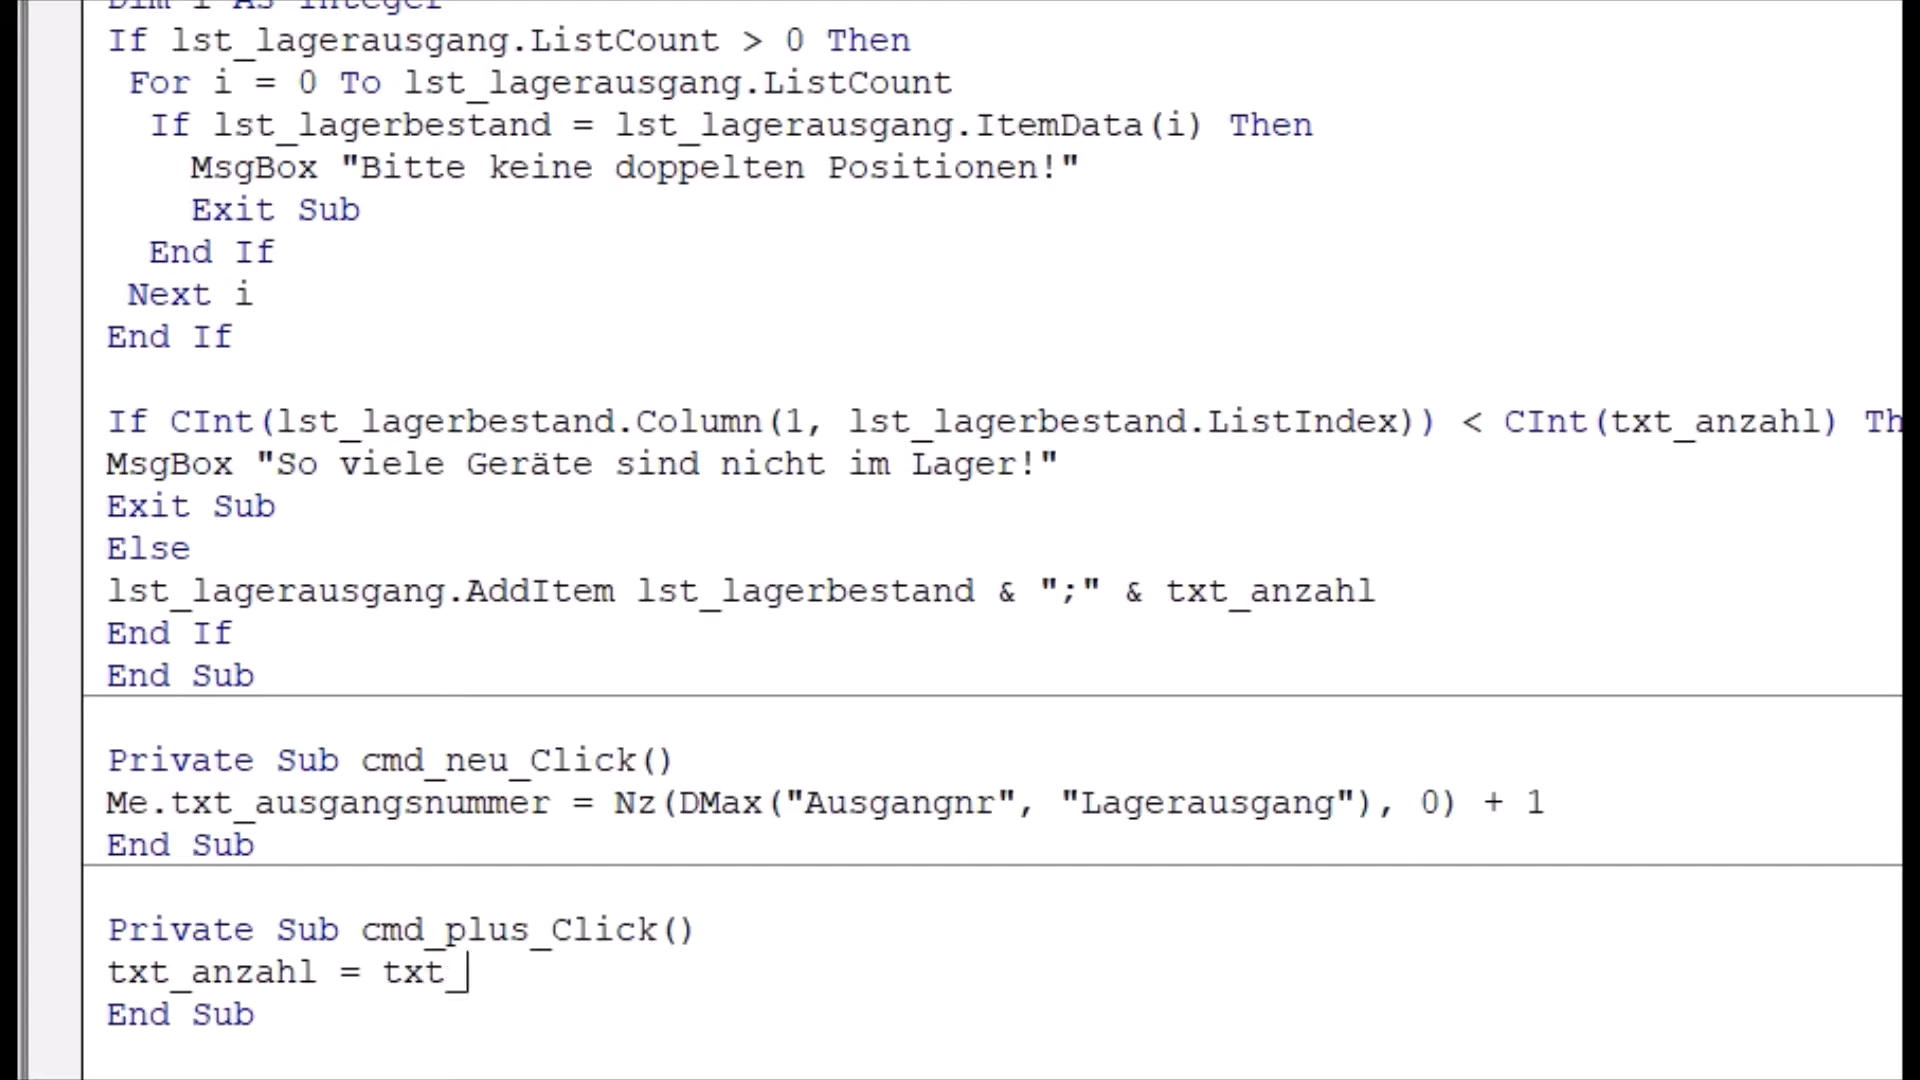 Dim i As Integer
If lst_lagerausgang.ListCount > 0 Then
For i = 0 To lst_lagerausgang.ListCount
If lst_lagerbestand = lst_lagerausgang.ItemData(i) Then
MsgBox "Bitte keine doppelten Positionen!"
Exit Sub
End If
Next i
End If
If CInt(lst_lagerbestand.Column(1, lst_lagerbestand.ListIndex)) < CInt(txt_anzahl) Th
MsgBox "So viele Geräte sind nicht im Lager!"
Exit Sub
Else
lst_lagerausgang.AddItem lst_lagerbestand & ";" & txt_anzahl
End If
End Sub
Private Sub cmd_neu_Click()
Me.txt_ausgangsnummer = Nz(DMax("Ausgangnr", "Lagerausgang"), 0) + 1
End Sub
Private Sub cmd_plus_Click()
txt_anzahl = txt_
End Sub